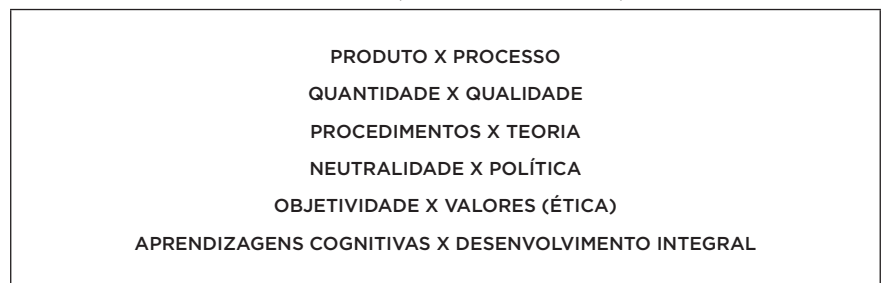 PRODUTO X PROCESSO
QUANTIDADE X QUALIDADE
PROCEDIMENTOS X TEORIA
NEUTRALIDADE X POLÍTICA
OBJETIVIDADE X VALORES (ÉTICA)
APRENDIZAGENS COGNITIVAS X DESENVOLVIMENTO INTEGRAL